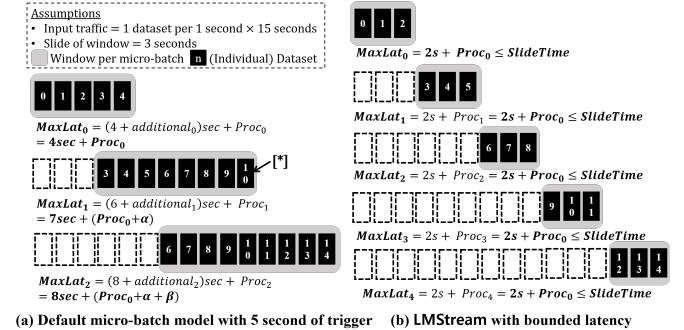 Assumptions
• Input traffic = 1 dataset per 1 second × 15 seconds
• Slide of window = 3 seconds
Window per micro-batch n (Individual) Dataset
0 1 2 3 4
MaxLat₀ = (4 + additional₀)sec + Proc₀
= 4sec + Proc₀
3 4 5 6 7 8 9 10 [*]
MaxLat₁ = (6 + additional₁)sec + Proc₁
= 7sec + (Proc₀+α)
6 7 8 9 10 11 12 13 14
MaxLat₂ = (8 + additional₂)sec + Proc₂
= 8sec + (Proc₀+α + β)
(a) Default micro-batch model with 5 second of trigger
0 1 2
MaxLat₀ = 2s + Proc₀ ≤ SlideTime
3 4 5
MaxLat₁ = 2s + Proc₁ = 2s + Proc₀ ≤ SlideTime
6 7 8
MaxLat₂ = 2s + Proc₂ = 2s + Proc₀ ≤ SlideTime
9 10 11
MaxLat₃ = 2s + Proc₃ = 2s + Proc₀ ≤ SlideTime
12 13 14
MaxLat₄ = 2s + Proc₄ = 2s + Proc₀ ≤ SlideTime
(b) LMStream with bounded latency